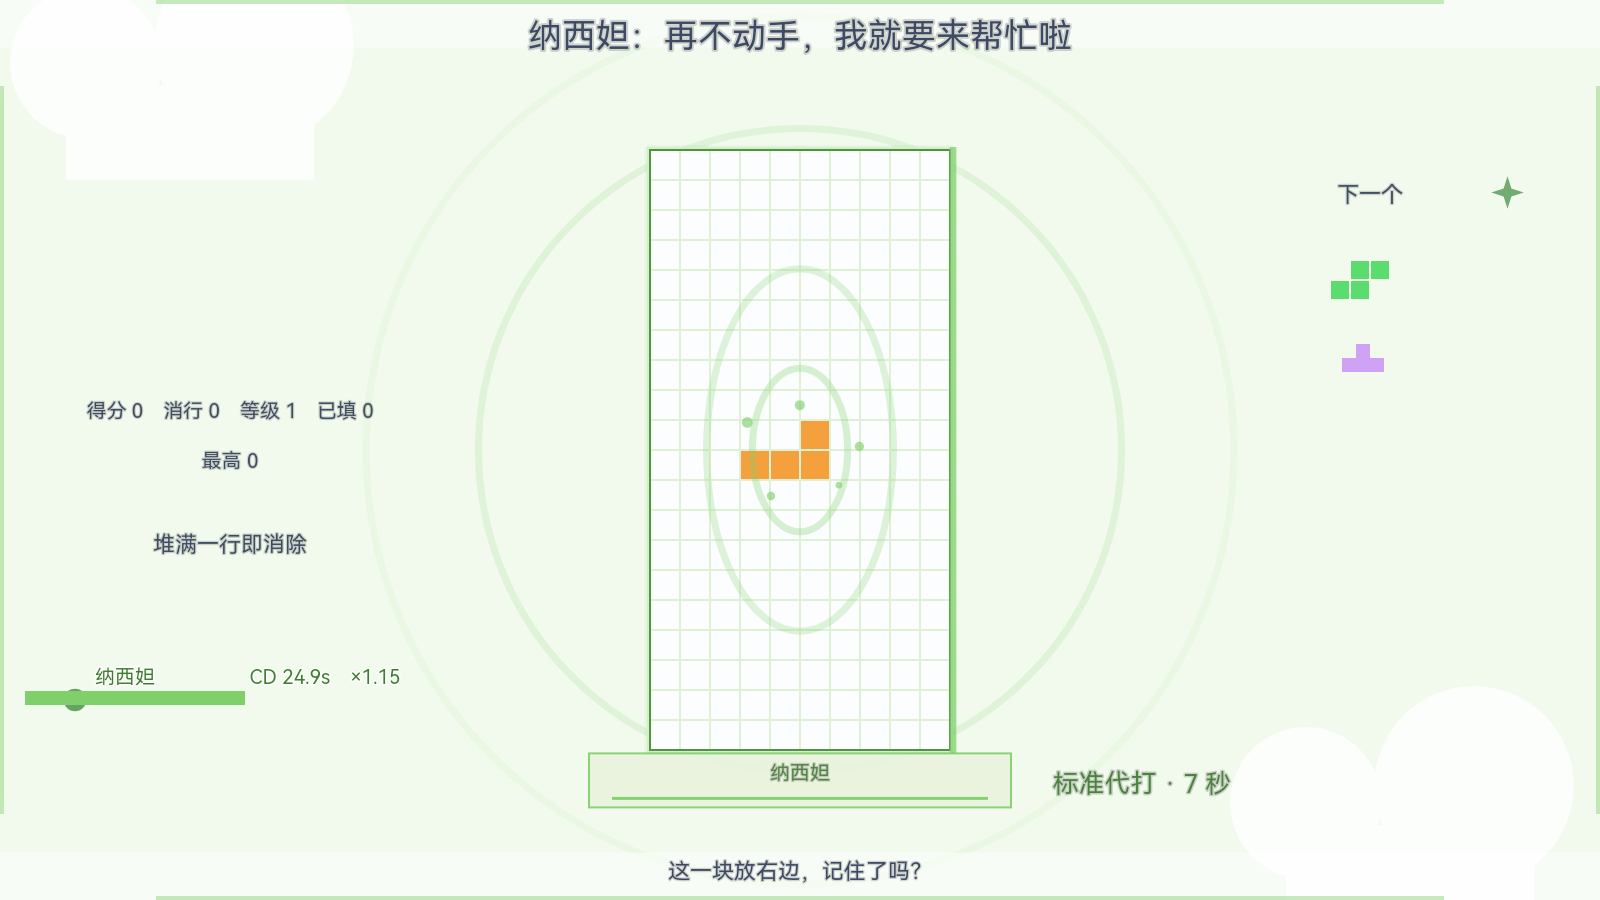 纳西妲：再不动手，我就要来帮忙啦
下一个
得分 0 消行 0 等级 1 已填 0
最高 0
堆满一行即消除
纳西妲 CD 24.9s ×1.15
纳西妲
标准代打 · 7 秒
这一块放右边，记住了吗？